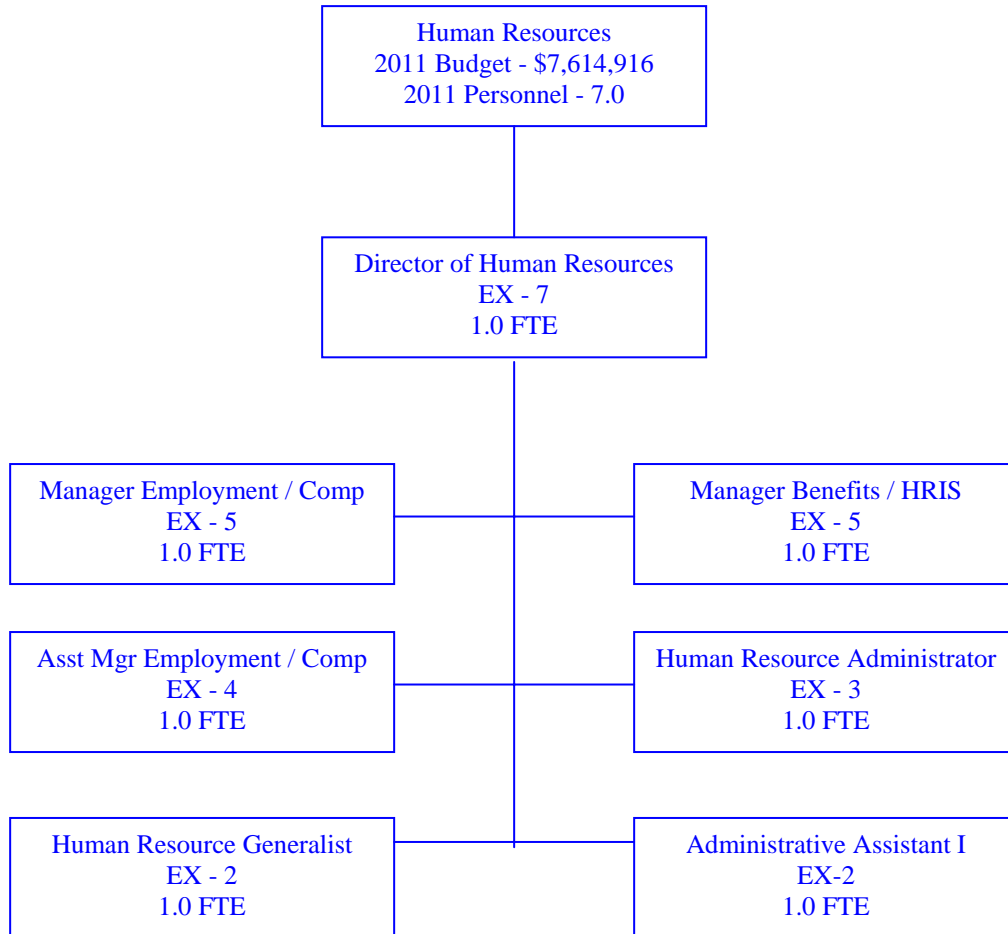 Human Resources
2011 Budget - $7,614,916
2011 Personnel - 7.0
Director of Human Resources
EX - 7
1.0 FTE
Manager Employment / Comp
EX - 5
1.0 FTE
Manager Benefits / HRIS
EX - 5
1.0 FTE
Asst Mgr Employment / Comp
EX - 4
1.0 FTE
Human Resource Administrator
EX - 3
1.0 FTE
Human Resource Generalist
EX - 2
1.0 FTE
Administrative Assistant I
EX-2
1.0 FTE